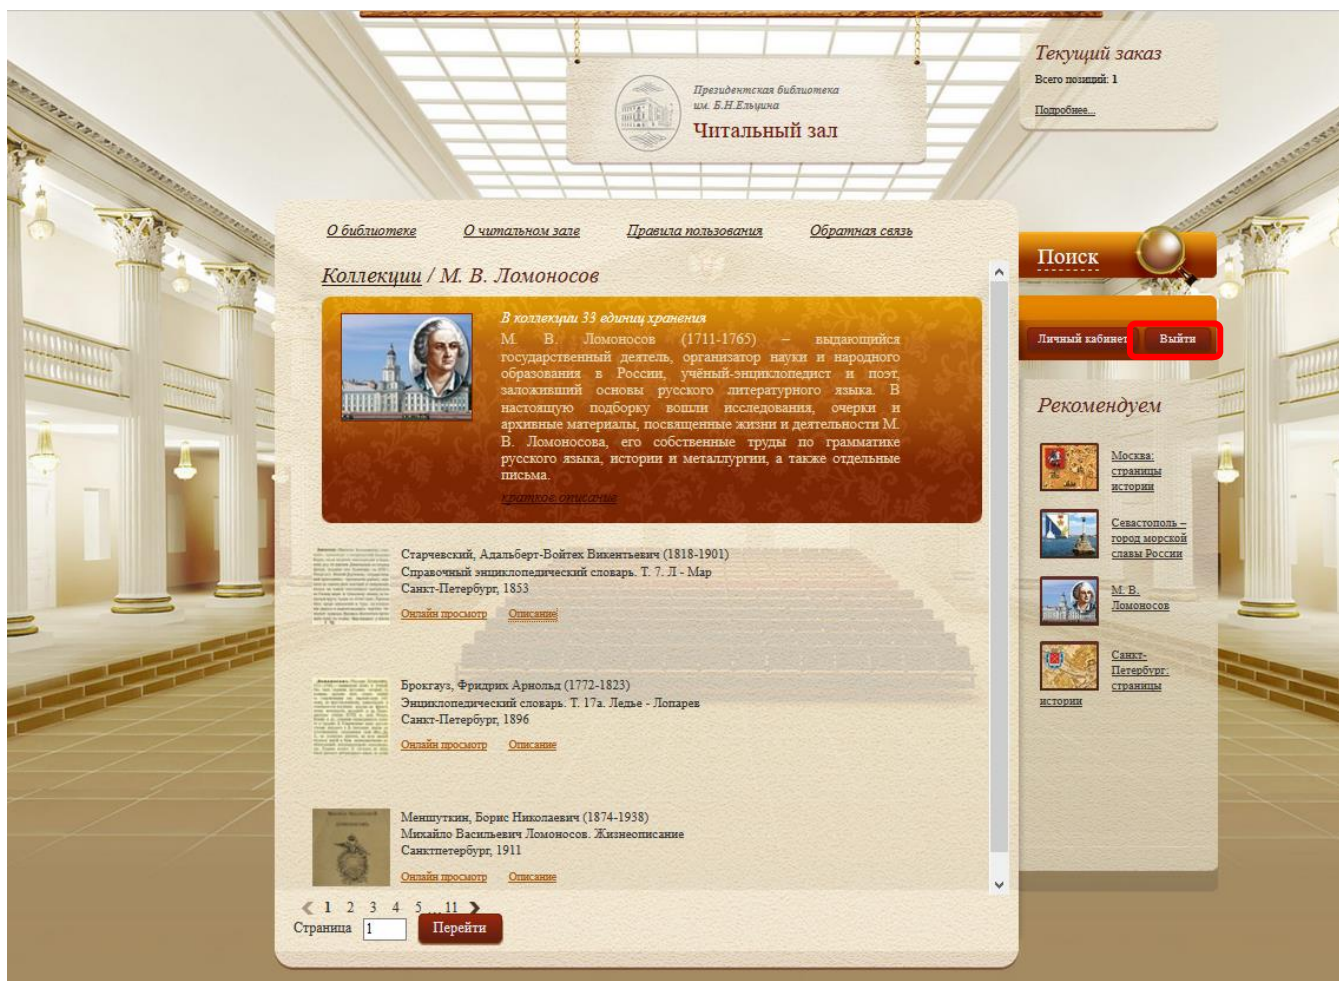 Текущий заказ
Всего позиций: 1
Подробнее...
Президентская библиотека
им. Б.Н.Ельцина
Читальный зал
О библиотеке О читальном зале Правила пользования Обратная связь
Коллекции / М. В. Ломоносов
В коллекции 33 единиц хранения
М. В. Ломоносов (1711-1765) – выдающийся
государственный деятель, организатор науки и народного
образования в России, учёный-энциклопедист и поэт,
заложивший основы русского литературного языка. В
настоящую подборку вошли исследования, очерки и
архивные материалы, посвященные жизни и деятельности М.
В. Ломоносова, его собственные труды по грамматике
русского языка, истории и металлургии, а также отдельные
письма.
краткое описание
Старчевский, Адальберт-Войтех Викентьевич (1818-1901)
Справочный энциклопедический словарь. Т. 7. Л - Мар
Санкт-Петербург, 1853
Онлайн просмотр Описание
Брокгауз, Фридрих Арнольд (1772-1823)
Энциклопедический словарь. Т. 17а. Ледье - Лопарев
Санкт-Петербург, 1896
Онлайн просмотр Описание
Меншуткин, Борис Николаевич (1874-1938)
Михайло Васильевич Ломоносов. Жизнеописание
Санктпетербург, 1911
Онлайн просмотр Описание
1 2 3 4 5 ... 11
Страница 1 Перейти
Поиск
Личный кабинет Выйти
Рекомендуем
Москва:
страницы
истории
Севастополь –
город морской
славы России
М. В.
Ломоносов
Санкт-
Петербург:
страницы
истории